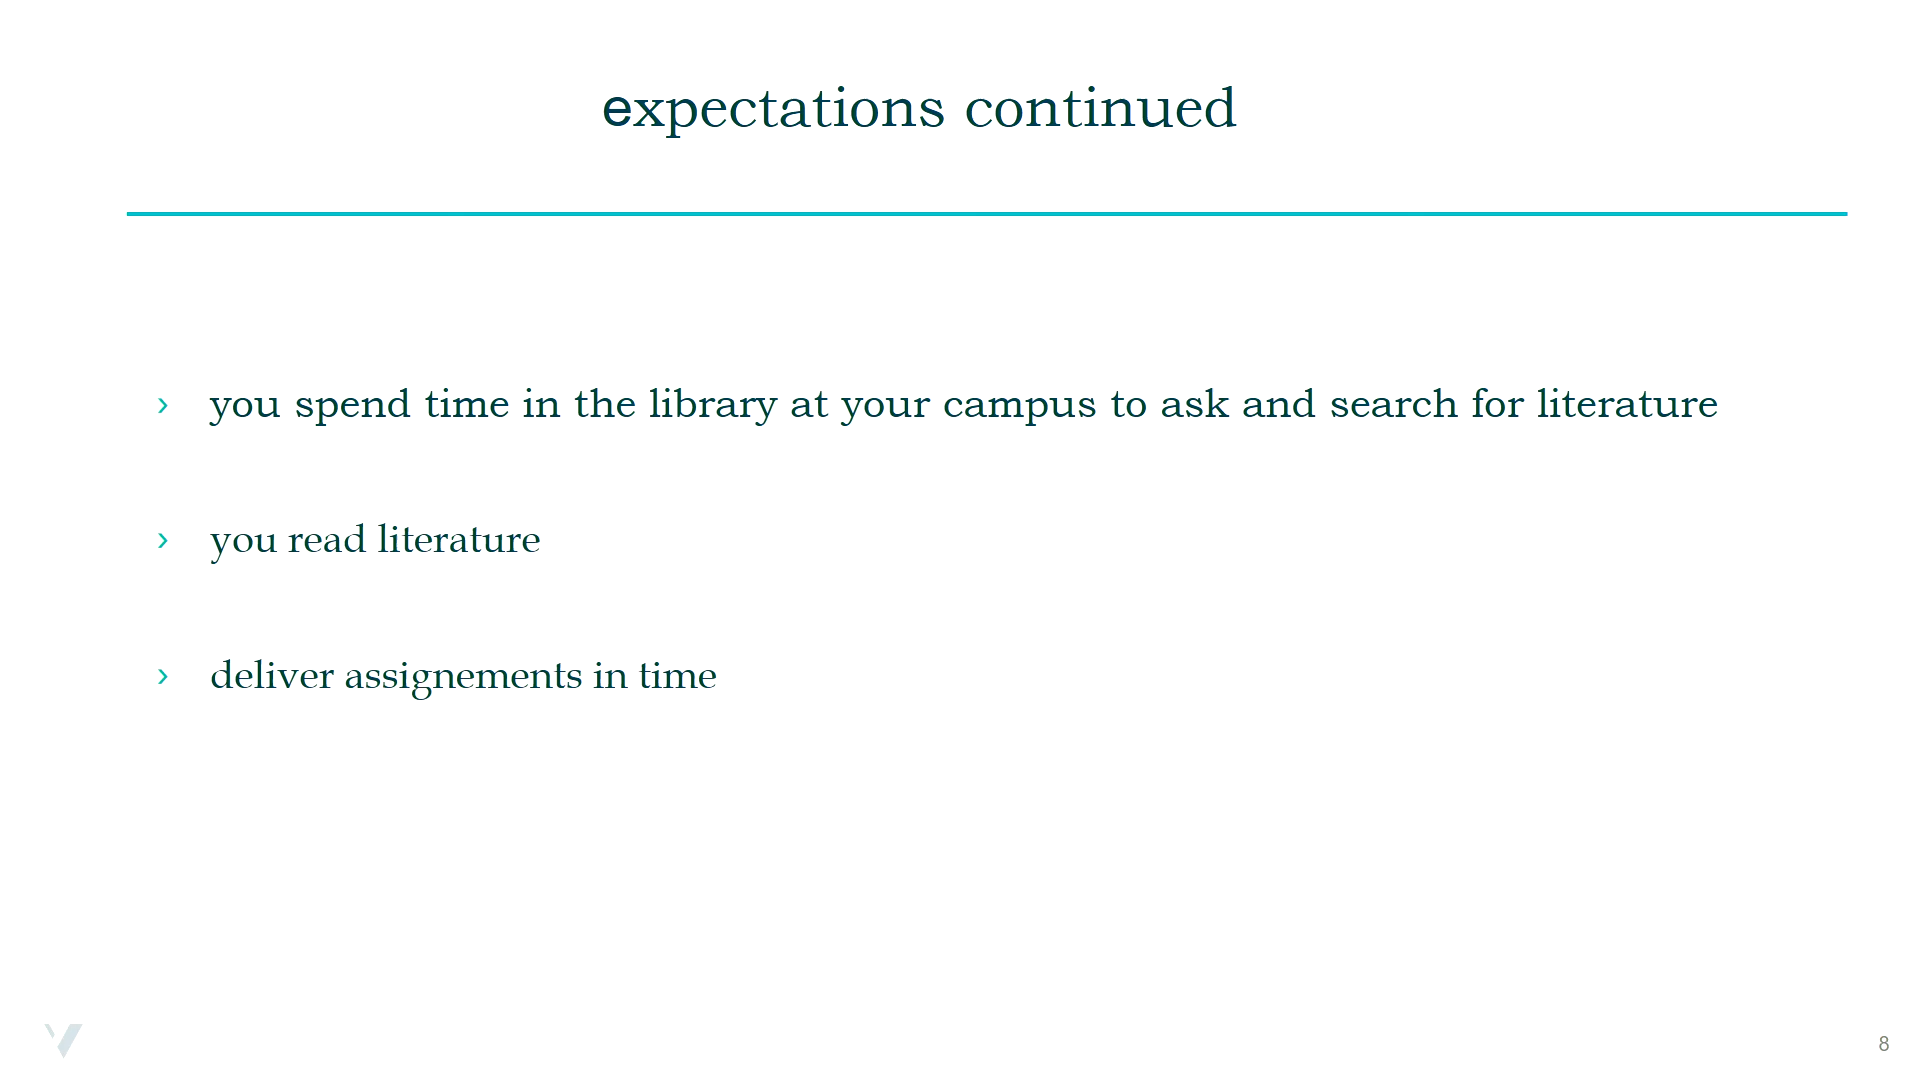 expectations continued
› you spend time in the library at your campus to ask and search for literature
› you read literature
› deliver assignements in time
8